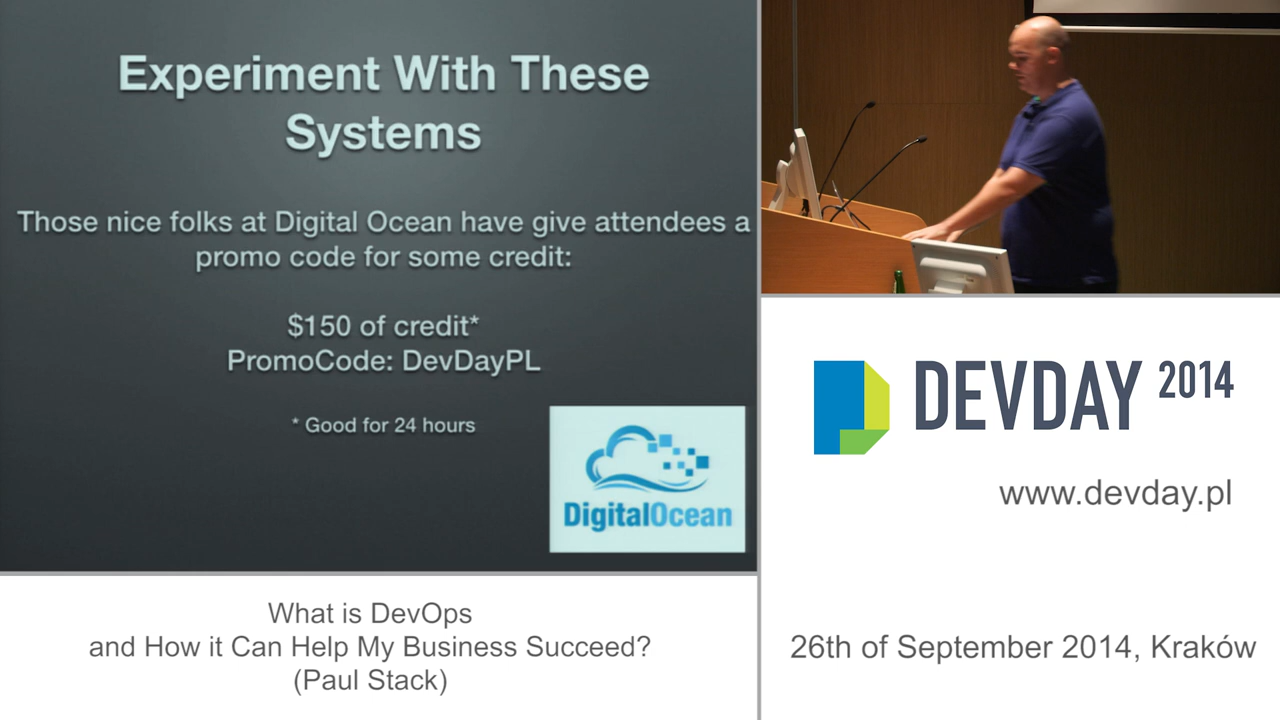 Experiment With These
Systems
Those nice folks at Digital Ocean have give attendees a
promo code for some credit:
$150 of credit*
PromoCode: DevDayPL
* Good for 24 hours
DigitalOcean
DEVDAY 2014
www.devday.pl
What is DevOps
and How it Can Help My Business Succeed?
(Paul Stack)
26th of September 2014, Kraków